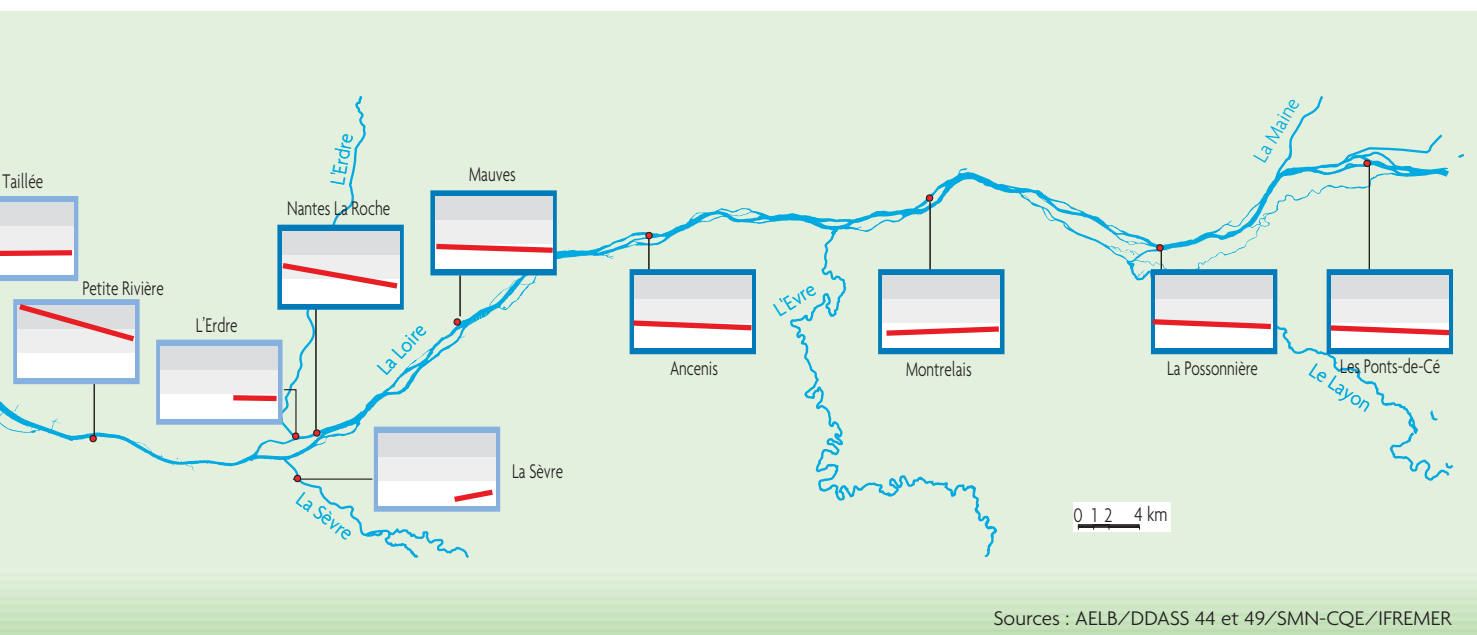 La Maine
L'Erdre
Taillée
Mauves
Nantes La Roche
Petite Rivière
L'Evre
L'Erdre
La Loire
Ancenis
Montrelais
La Possonnière
Les Ponts-de-Cé
Le Layon
La Sèvre
La Sèvre
0 1 2 4 km
Sources : AELB/DDASS 44 et 49/SMN-CQE/IFREMER